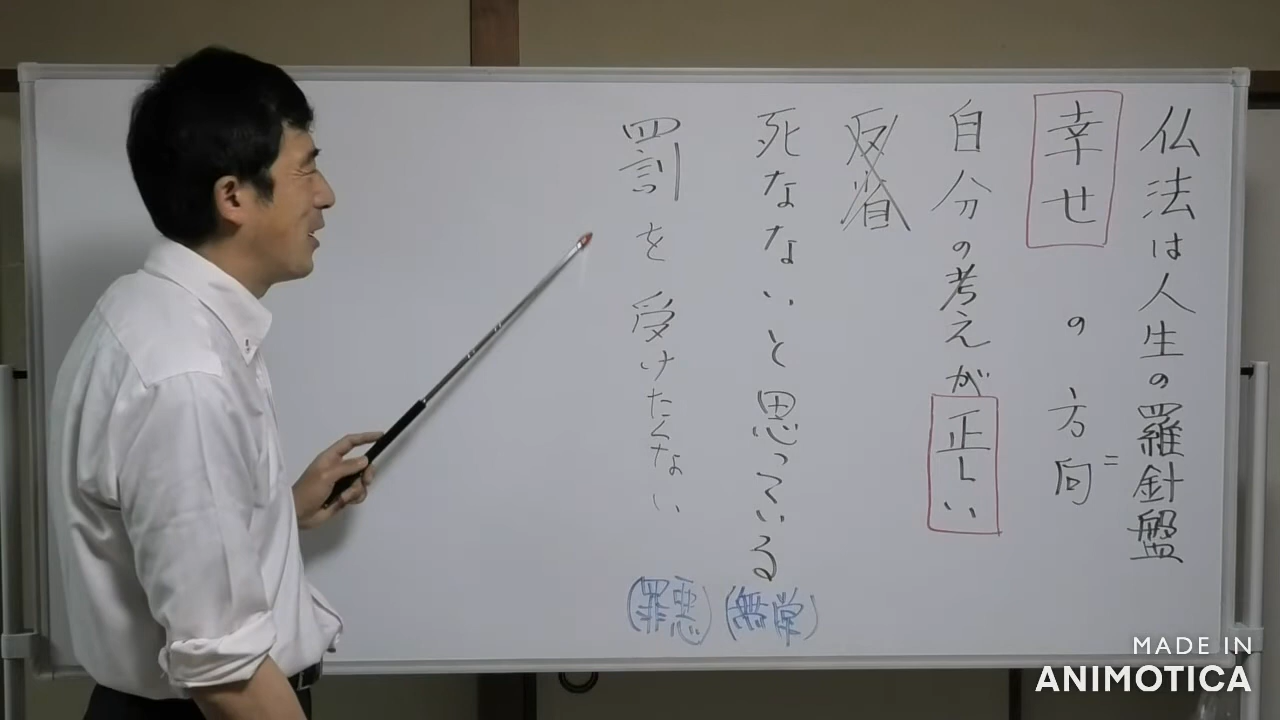 仏法は人生の羅針盤
=
幸せの方向
自分の考えが正しい
反省
死なないと思っている
(無常)
罰を受けたくない
(罪悪)
MADE IN
ANIMOTICA